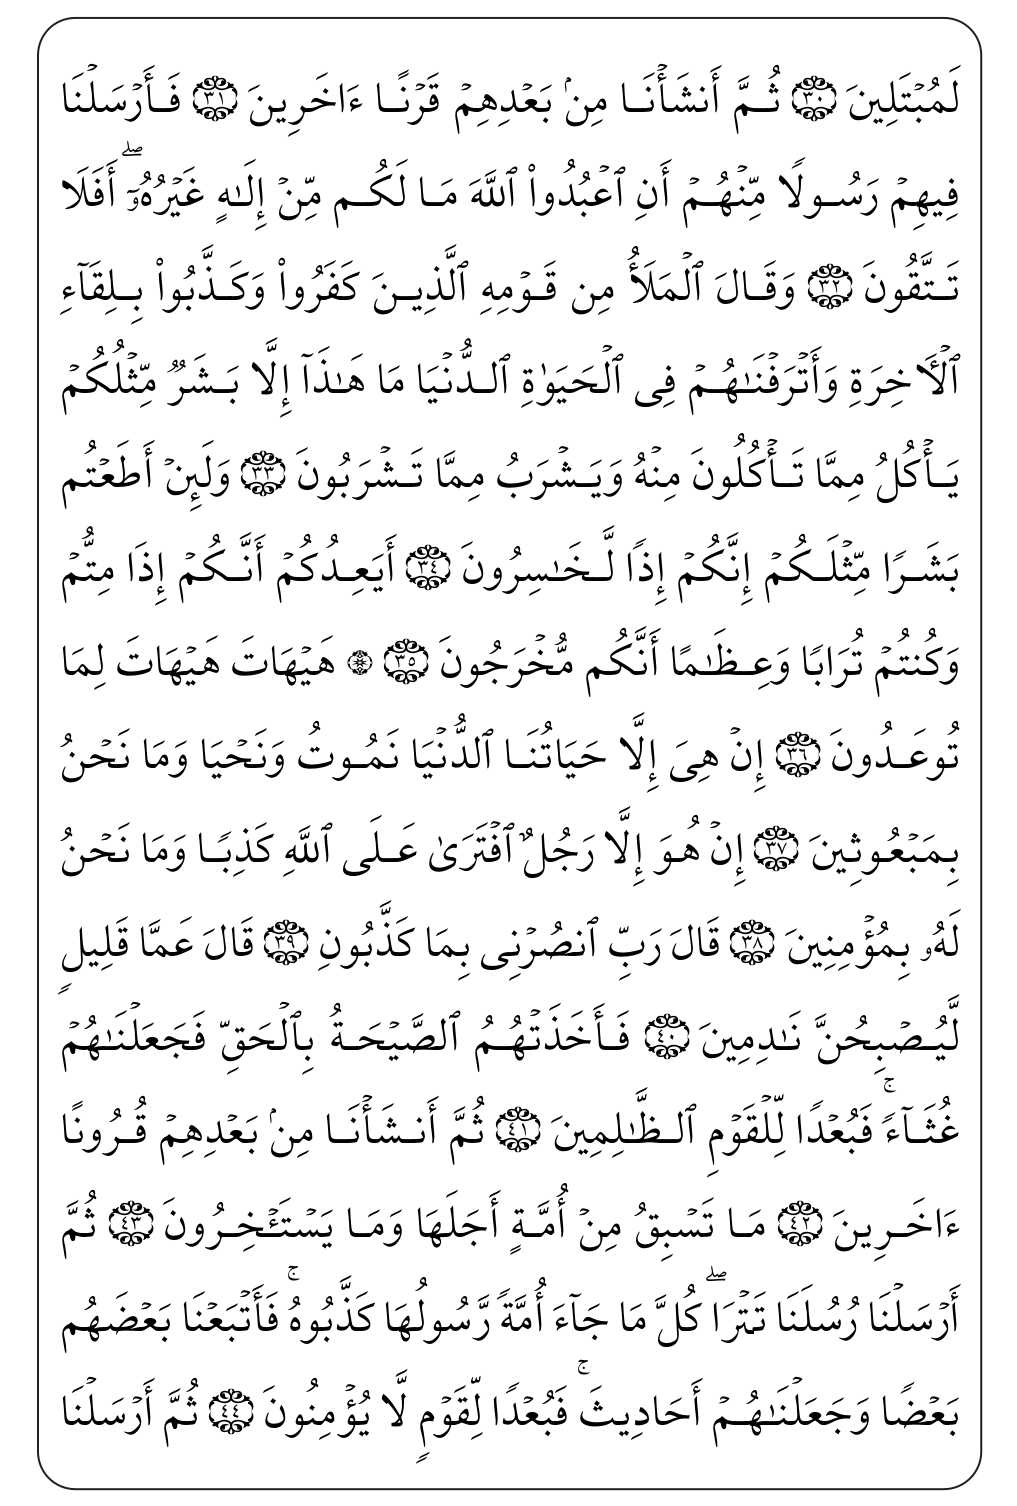 لَمُبۡتَلِينَ ٣٠ ثُمَّ أَنشَأۡنَا مِنۢ بَعۡدِهِمۡ قَرۡنًا ءَاخَرِينَ ٣١ فَأَرۡسَلۡنَا
فِيهِمۡ رَسُولًا مِّنۡهُمۡ أَنِ ٱعۡبُدُواْ ٱللَّهَ مَا لَكُم مِّنۡ إِلَٰهٍ غَيۡرُهُۥٓۖ أَفَلَا
تَتَّقُونَ ٣٢ وَقَالَ ٱلۡمَلَأُ مِن قَوۡمِهِ ٱلَّذِينَ كَفَرُواْ وَكَذَّبُواْ بِلِقَآءِ
ٱلۡأٓخِرَةِ وَأَتۡرَفۡنَٰهُمۡ فِى ٱلۡحَيَوٰةِ ٱلدُّنۡيَا مَا هَٰذَآ إِلَّا بَشَرٞ مِّثۡلُكُمۡ
يَأۡكُلُ مِمَّا تَأۡكُلُونَ مِنۡهُ وَيَشۡرَبُ مِمَّا تَشۡرَبُونَ ٣٣ وَلَئِنۡ أَطَعۡتُم
بَشَرًا مِّثۡلَكُمۡ إِنَّكُمۡ إِذًا لَّخَٰسِرُونَ ٣٤ أَيَعِدُكُمۡ أَنَّكُمۡ إِذَا مِتُّمۡ
وَكُنتُمۡ تُرَابًا وَعِظَٰمًا أَنَّكُم مُّخۡرَجُونَ ٣٥ ۞ هَيۡهَاتَ هَيۡهَاتَ لِمَا
تُوعَدُونَ ٣٦ إِنۡ هِىَ إِلَّا حَيَاتُنَا ٱلدُّنۡيَا نَمُوتُ وَنَحۡيَا وَمَا نَحۡنُ
بِمَبۡعُوثِينَ ٣٧ إِنۡ هُوَ إِلَّا رَجُلٌ ٱفۡتَرَىٰ عَلَى ٱللَّهِ كَذِبًا وَمَا نَحۡنُ
لَهُۥ بِمُؤۡمِنِينَ ٣٨ قَالَ رَبِّ ٱنصُرۡنِى بِمَا كَذَّبُونِ ٣٩ قَالَ عَمَّا قَلِيلٖ
لَّيُصۡبِحُنَّ نَٰدِمِينَ ٤٠ فَأَخَذَتۡهُمُ ٱلصَّيۡحَةُ بِٱلۡحَقِّ فَجَعَلۡنَٰهُمۡ
غُثَآءًۚ فَبُعۡدًا لِّلۡقَوۡمِ ٱلظَّٰلِمِينَ ٤١ ثُمَّ أَنشَأۡنَا مِنۢ بَعۡدِهِمۡ قُرُونًا
ءَاخَرِينَ ٤٢ مَا تَسۡبِقُ مِنۡ أُمَّةٍ أَجَلَهَا وَمَا يَسۡتَـٔۡخِرُونَ ٤٣ ثُمَّ
أَرۡسَلۡنَا رُسُلَنَا تَتۡرَاۖ كُلَّ مَا جَآءَ أُمَّةٗ رَّسُولُهَا كَذَّبُوهُۚ فَأَتۡبَعۡنَا بَعۡضَهُم
بَعۡضًا وَجَعَلۡنَٰهُمۡ أَحَادِيثَۚ فَبُعۡدًا لِّقَوۡمٖ لَّا يُؤۡمِنُونَ ٤٤ ثُمَّ أَرۡسَلۡنَا